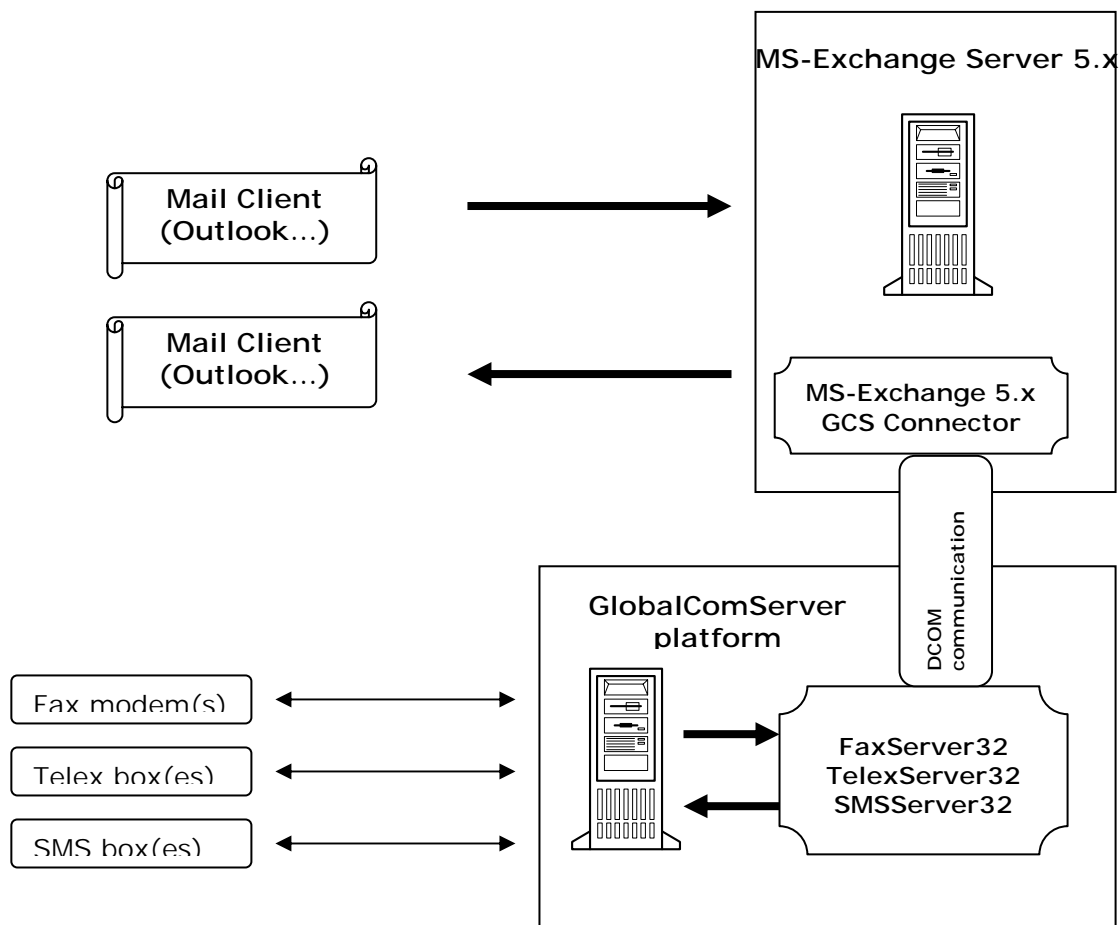 MS-Exchange Server 5.x
Mail Client
(Outlook...)
Mail Client
(Outlook...)
MS-Exchange 5.x
GCS Connector
DCOM
communication
GlobalComServer
platform
Fax modem(s)
Telex box(es)
SMS box(es)
FaxServer32
TelexServer32
SMSServer32